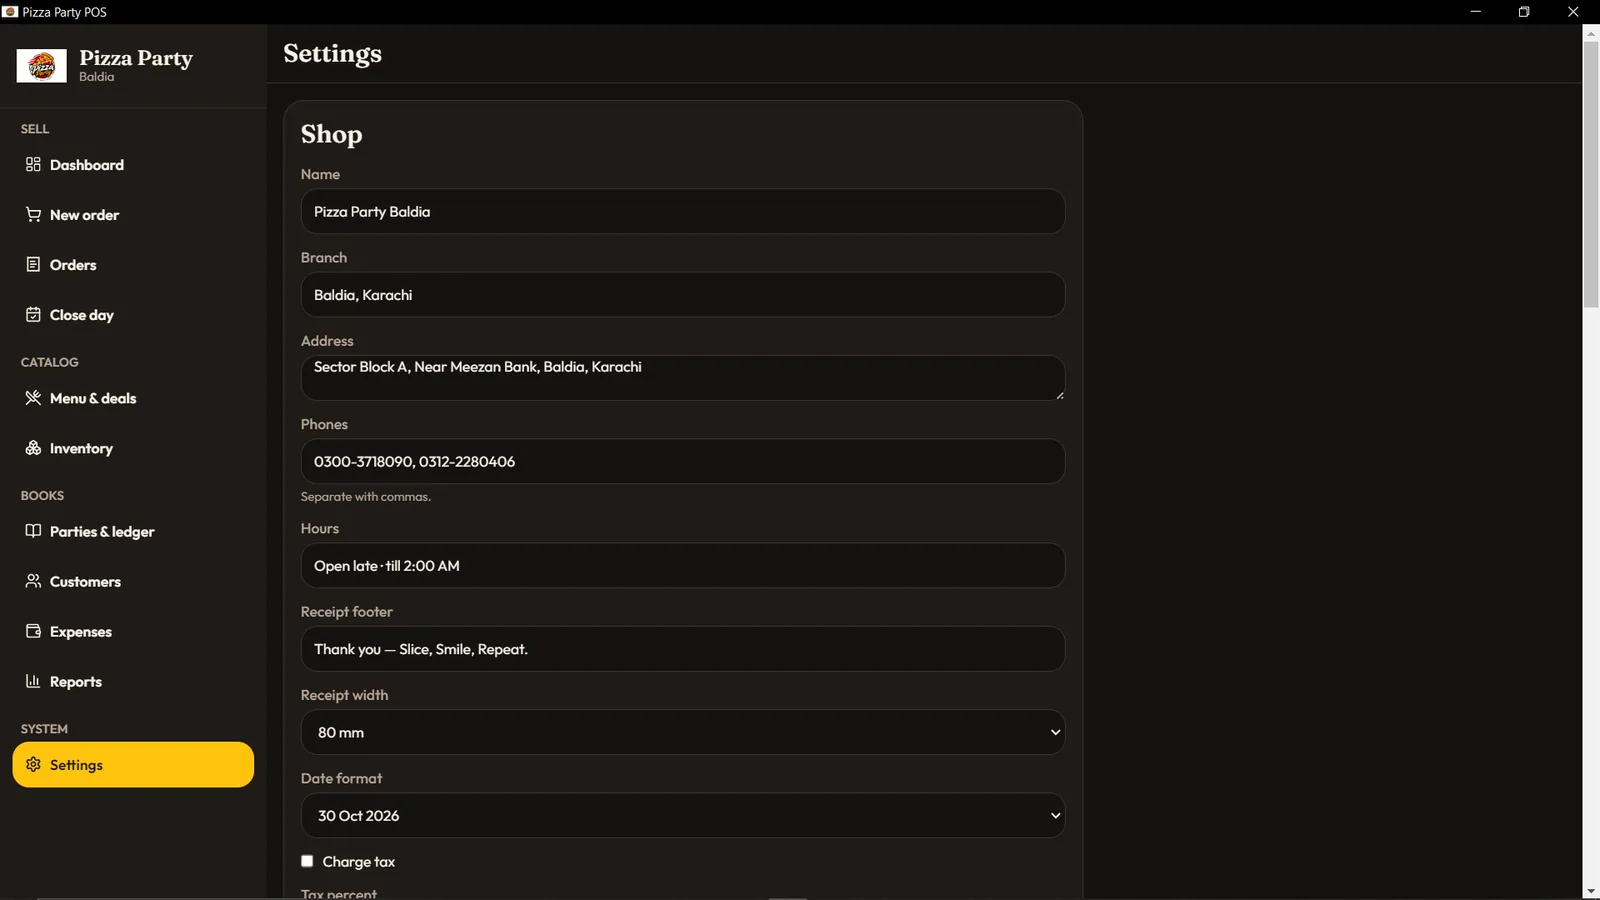 Pizza Party POS
Pizza Party
Baldia
SELL
Dashboard
New order
Orders
Close day
CATALOG
Menu & deals
Inventory
BOOKS
Parties & ledger
Customers
Expenses
Reports
SYSTEM
Settings
Settings
Shop
Name
Pizza Party Baldia
Branch
Baldia, Karachi
Address
Sector Block A, Near Meezan Bank, Baldia, Karachi
Phones
0300-3718090, 0312-2280406
Separate with commas.
Hours
Open late · till 2:00 AM
Receipt footer
Thank you — Slice, Smile, Repeat.
Receipt width
80 mm
Date format
30 Oct 2026
Charge tax
Tax percent